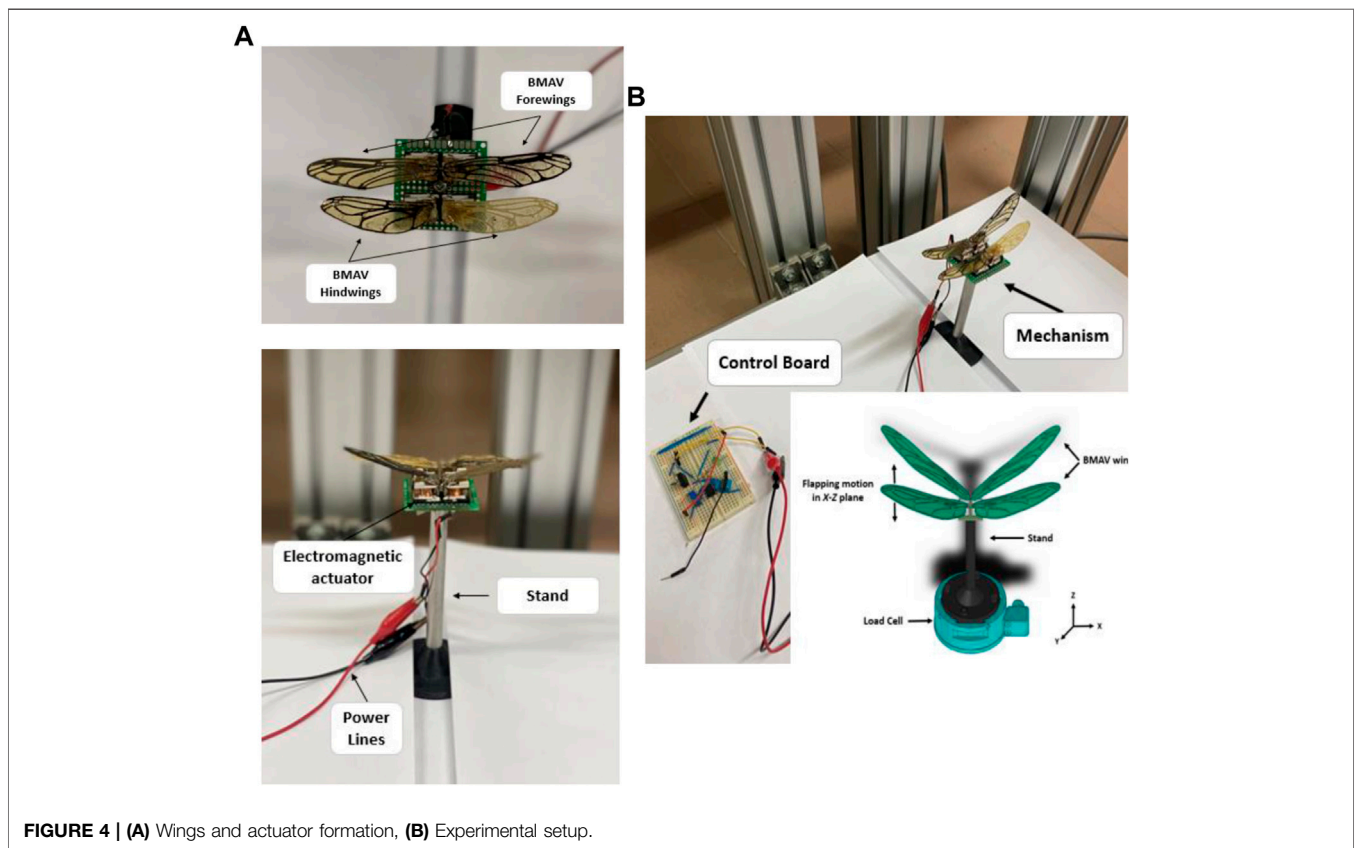 A
BMAV
Forewings
BMAV
Hindwings
Electromagnetic
actuator
Stand
Power
Lines
B
Mechanism
Control Board
Flapping motion
in X-Z plane
BMAV win
Stand
Load Cell
Z
X
Y
FIGURE 4 | (A) Wings and actuator formation, (B) Experimental setup.